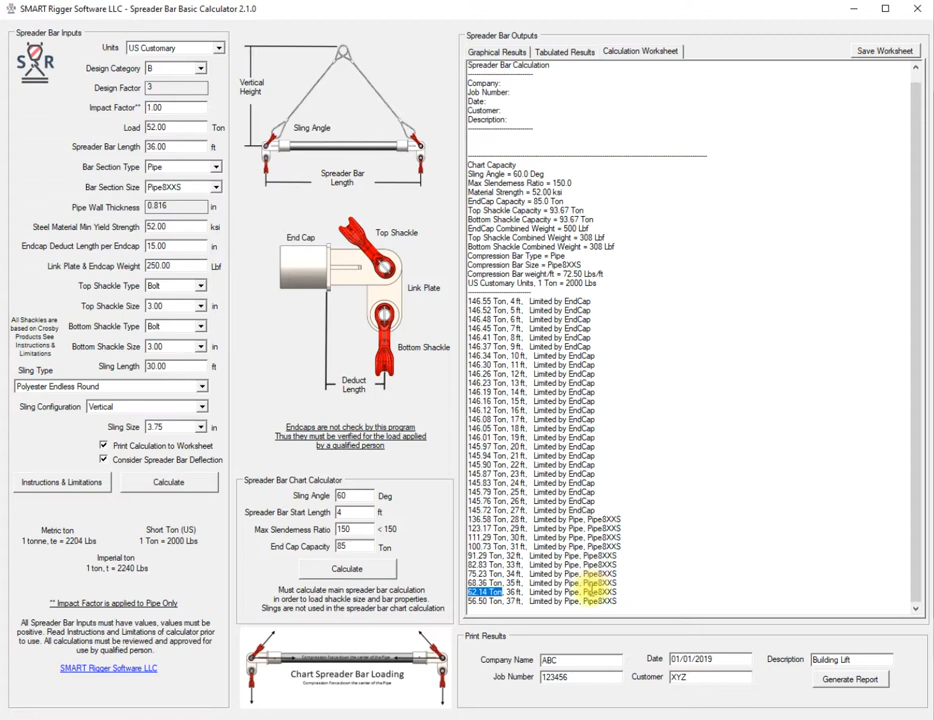 SMART Rigger Software LLC - Spreader Bar Basic Calculator 2.1.0
Spreader Bar Inputs
S R
Units US Customary
Design Category B
Design Factor 3
Impact Factor** 1.00
Load 52.00 Ton
Spreader Bar Length 36.00 ft
Bar Section Type Pipe
Bar Section Size Pipe8XXS
Pipe Wall Thickness 0.816 in
Steel Material Min Yield Strength 52.00 ksi
Endcap Deduct Length per Endcap 15.00 in
Link Plate & Endcap Weight 250.00 Lbf
Top Shackle Type Bolt
Top Shackle Size 3.00 in
All Shackles are
based on Crosby
Products See
Instructions &
Limitations
Bottom Shackle Type Bolt
Bottom Shackle Size 3.00 in
Sling Length 30.00 ft
Sling Type
Polyester Endless Round
Sling Configuration Vertical
Sling Size 3.75 in
Print Calculation to Worksheet
Consider Spreader Bar Deflection
Instructions & Limitations
Calculate
Metric ton
1 tonne, te = 2204 Lbs
Short Ton (US)
1 Ton = 2000 Lbs
Imperial ton
1 ton, t = 2240 Lb
** Impact Factor is applied to Pipe Only
All Spreader Bar Inputs must have values, values must be
positive. Read Instructions and Limitations of calculator prior
to use. All calculations must be reviewed and approved for
use by qualified person.
SMART Rigger Software LLC
Vertical
Height
Sling Angle
Spreader Bar
Length
End Cap
Top Shackle
Link Plate
Bottom Shackle
Deduct
Length
Endcaps are not check by this program
Thus they must be verified for the load applied
by a qualified person
Spreader Bar Chart Calculator
Sling Angle 60 Deg
Spreader Bar Start Length 4 ft
Max Slenderness Ratio 150 < 150
End Cap Capacity 85 Ton
Calculate
Must calculate main spreader bar calculation
in order to load shackle size and bar properties.
Slings are not used in the spreader bar chart calculation
Compression Force down the center of the Pipe
Chart Spreader Bar Loading
Compression Force down the center of the Pipe
Spreader Bar Outputs
Graphical Results
Tabulated Results
Calculation Worksheet
Save Worksheet
Spreader Bar Calculation
Company:
Job Number:
Date:
Customer:
Description:
Chart Capacity
Sling Angle = 60.0 Deg
Max Slenderness Ratio = 150.0
Material Strength = 52.00 ksi
EndCap Capacity = 85.0 Ton
Top Shackle Capacity = 93.67 Ton
Bottom Shackle Capacity = 93.67 Ton
EndCap Combined Weight = 500 Lbf
Top Shackle Combined Weight = 308 Lbf
Bottom Shackle Combined Weight = 308 Lbf
Compression Bar Type = Pipe
Compression Bar Size = Pipe8XXS
Compression Bar weight/ft = 72.50 Lbs/ft
US Customary Units, 1 Ton = 2000 Lbs
146.55 Ton, 4 ft, Limited by EndCap
146.52 Ton, 5 ft, Limited by EndCap
146.48 Ton, 6 ft, Limited by EndCap
146.45 Ton, 7 ft, Limited by EndCap
146.41 Ton, 8 ft, Limited by EndCap
146.37 Ton, 9 ft, Limited by EndCap
146.34 Ton, 10 ft, Limited by EndCap
146.30 Ton, 11 ft, Limited by EndCap
146.26 Ton, 12 ft, Limited by EndCap
146.23 Ton, 13 ft, Limited by EndCap
146.19 Ton, 14 ft, Limited by EndCap
146.16 Ton, 15 ft, Limited by EndCap
146.12 Ton, 16 ft, Limited by EndCap
146.08 Ton, 17 ft, Limited by EndCap
146.05 Ton, 18 ft, Limited by EndCap
146.01 Ton, 19 ft, Limited by EndCap
145.97 Ton, 20 ft, Limited by EndCap
145.94 Ton, 21 ft, Limited by EndCap
145.90 Ton, 22 ft, Limited by EndCap
145.87 Ton, 23 ft, Limited by EndCap
145.83 Ton, 24 ft, Limited by EndCap
145.79 Ton, 25 ft, Limited by EndCap
145.76 Ton, 26 ft, Limited by EndCap
145.72 Ton, 27 ft, Limited by EndCap
136.58 Ton, 28 ft, Limited by Pipe, Pipe8XXS
123.17 Ton, 29 ft, Limited by Pipe, Pipe8XXS
111.29 Ton, 30 ft, Limited by Pipe, Pipe8XXS
100.73 Ton, 31 ft, Limited by Pipe, Pipe8XXS
91.29 Ton, 32 ft, Limited by Pipe, Pipe8XXS
82.83 Ton, 33 ft, Limited by Pipe, Pipe8XXS
75.23 Ton, 34 ft, Limited by Pipe, Pipe8XXS
68.36 Ton, 35 ft, Limited by Pipe, Pipe8XXS
62.14 Ton, 36 ft, Limited by Pipe, Pipe8XXS
56.50 Ton, 37 ft, Limited by Pipe, Pipe8XXS
Print Results
Company Name ABC
Date 01/01/2019
Description Building Lift
Job Number 123456
Customer XYZ
Generate Report